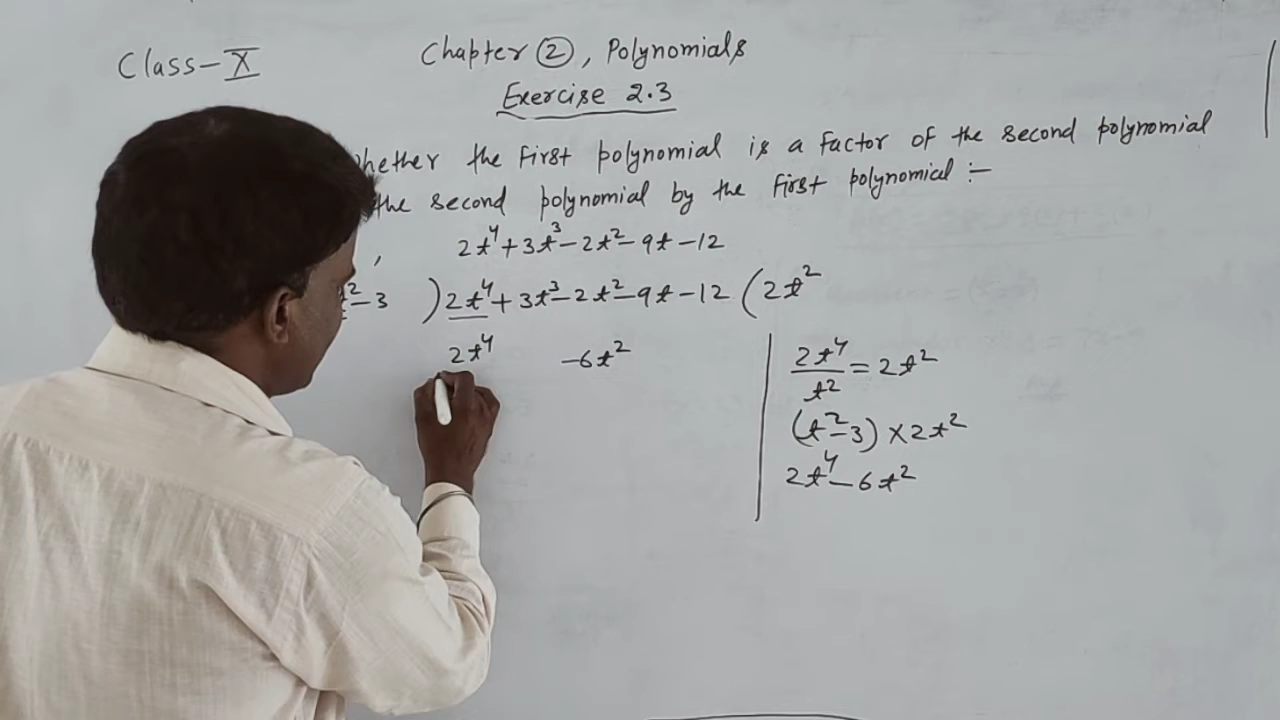 Class-X
Chapter ②, Polynomials
Exercise 2.3
the first polynomial is a factor of the second polynomial
the second polynomial by the first polynomial :-
, 2t⁴+3t³-2t²-9t-12
t²-3 )2t⁴+3t³-2t²-9t-12 (2t²
2t⁴ -6t²
2t⁴/t² = 2t²
(t²-3) × 2t²
2t⁴-6t²